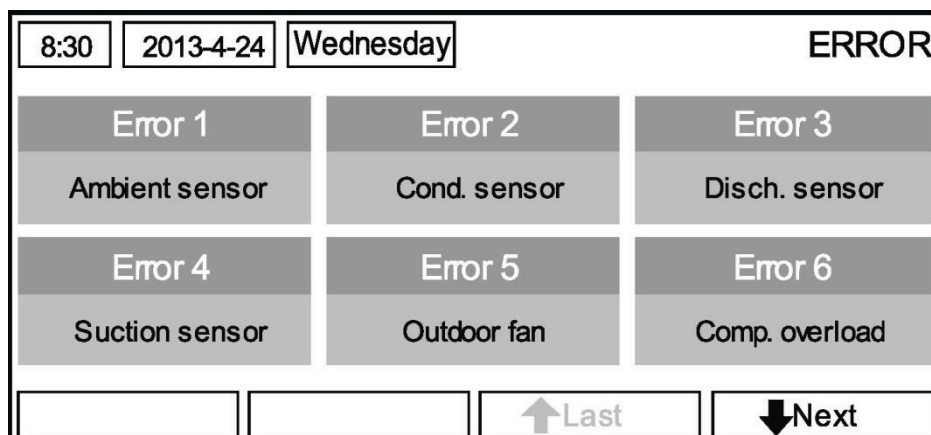 8:30 2013-4-24 Wednesday ERROR
Error 1 Error 2 Error 3
Ambient sensor Cond. sensor Disch. sensor
Error 4 Error 5 Error 6
Suction sensor Outdoor fan Comp. overload
Last Next